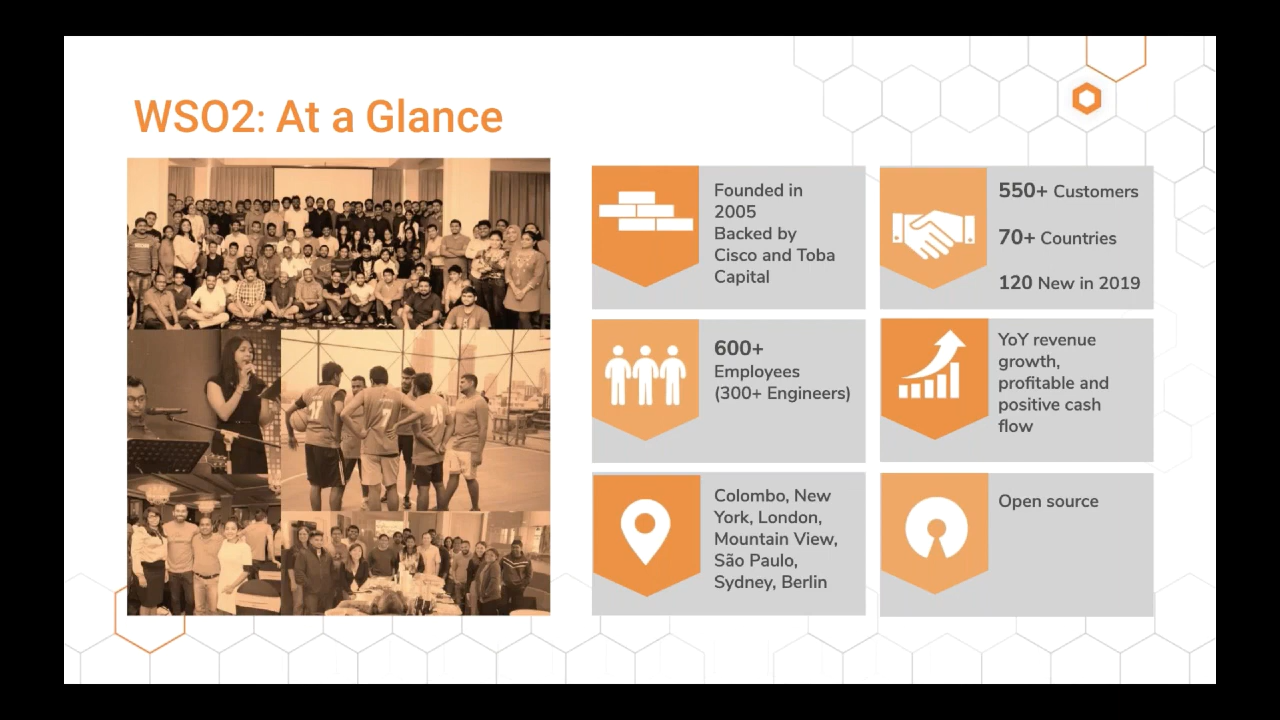 WSO2: At a Glance
Founded in
2005
Backed by
Cisco and Toba
Capital
550+ Customers
70+ Countries
120 New in 2019
600+
Employees
(300+ Engineers)
YoY revenue
growth,
profitable and
positive cash
flow
Colombo, New
York, London,
Mountain View,
São Paulo,
Sydney, Berlin
Open source